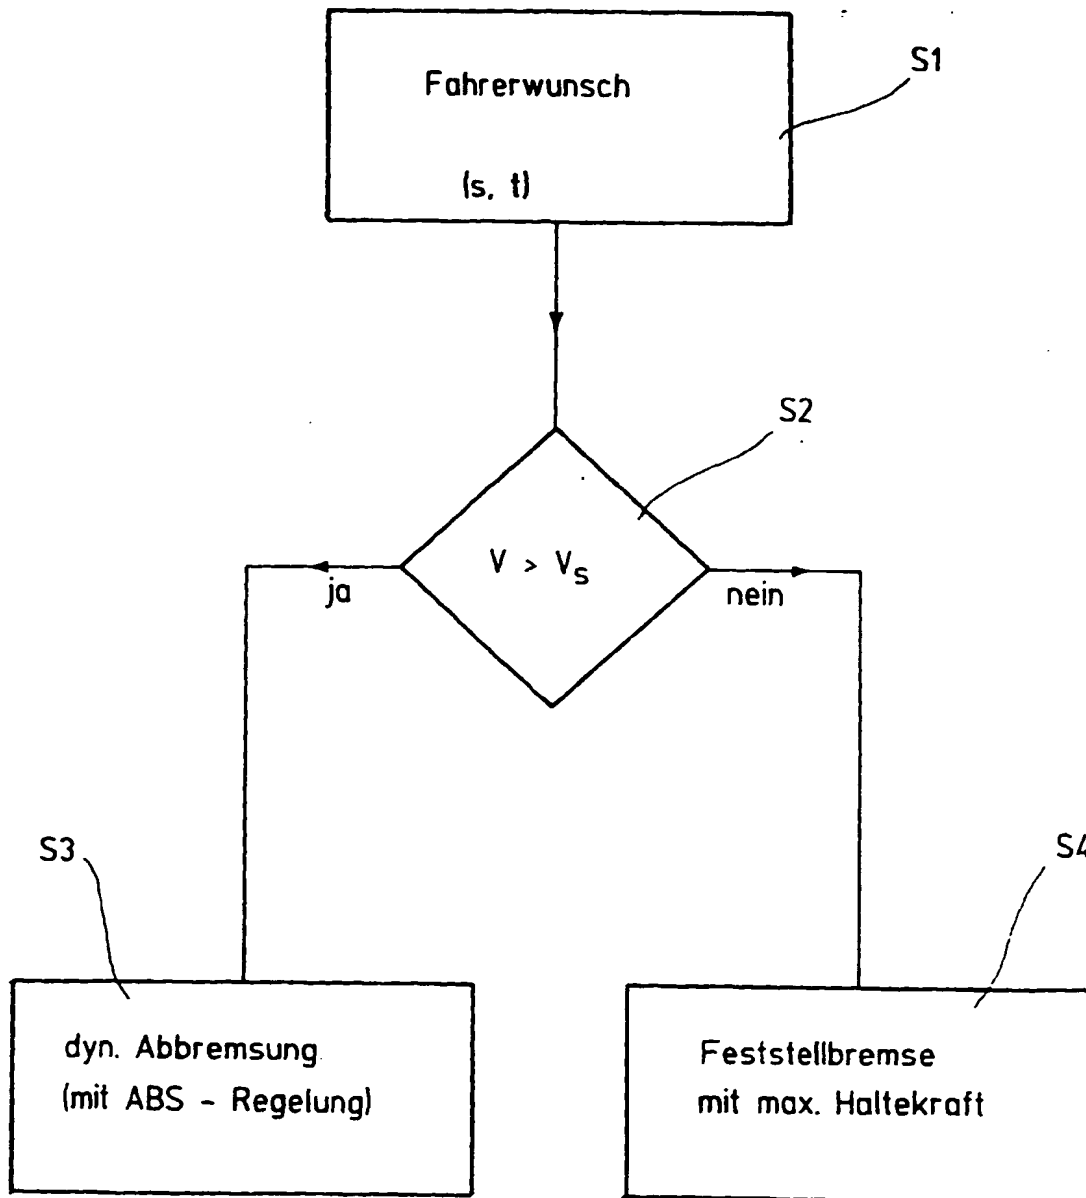 Fahrerwunsch
(s, t)
S1
S2
V > Vs
ja
nein
S3
S4
dyn. Abbremsung
(mit ABS - Regelung)
Feststellbremse
mit max. Haltekraft